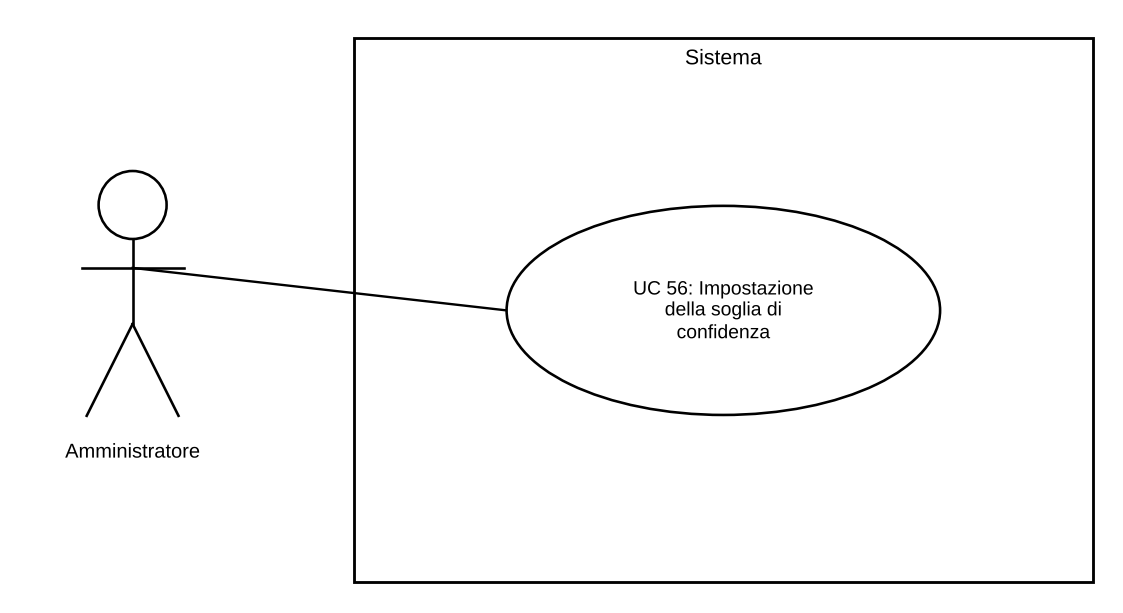 Sistema
UC 56: Impostazione
della soglia di
confidenza
Amministratore